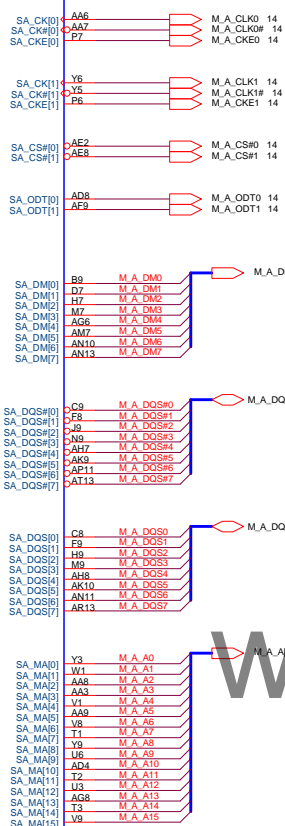 SA_CK[0] AA6 M_A_CLK0 14
SA_CK#[0] AA7 M_A_CLK0# 14
SA_CKE[0] P7 M_A_CKE0 14
SA_CK[1] Y6 M_A_CLK1 14
SA_CK#[1] Y5 M_A_CLK1# 14
SA_CKE[1] P6 M_A_CKE1 14
SA_CS#[0] AE2 M_A_CS#0 14
SA_CS#[1] AE8 M_A_CS#1 14
SA_ODT[0] AD8 M_A_ODT0 14
SA_ODT[1] AF9 M_A_ODT1 14
M_A_D
SA_DM[0] B9 M_A_DM0
SA_DM[1] D7 M_A_DM1
SA_DM[2] H7 M_A_DM2
SA_DM[3] M7 M_A_DM3
SA_DM[4] AG6 M_A_DM4
SA_DM[5] AM7 M_A_DM5
SA_DM[6] AN10 M_A_DM6
SA_DM[7] AN13 M_A_DM7
M_A_DQ
SA_DQS#[0] C9 M_A_DQS#0
SA_DQS#[1] F8 M_A_DQS#1
SA_DQS#[2] J9 M_A_DQS#2
SA_DQS#[3] N9 M_A_DQS#3
SA_DQS#[4] AH7 M_A_DQS#4
SA_DQS#[5] AK9 M_A_DQS#5
SA_DQS#[6] AP11 M_A_DQS#6
SA_DQS#[7] AT13 M_A_DQS#7
M_A_DQ
SA_DQS[0] C8 M_A_DQS0
SA_DQS[1] F9 M_A_DQS1
SA_DQS[2] H9 M_A_DQS2
SA_DQS[3] M9 M_A_DQS3
SA_DQS[4] AH8 M_A_DQS4
SA_DQS[5] AK10 M_A_DQS5
SA_DQS[6] AN11 M_A_DQS6
SA_DQS[7] AR13 M_A_DQS7
M_A_A
W
SA_MA[0] Y3 M_A_A0
SA_MA[1] W1 M_A_A1
SA_MA[2] AA8 M_A_A2
SA_MA[3] AA3 M_A_A3
SA_MA[4] V1 M_A_A4
SA_MA[5] AA9 M_A_A5
SA_MA[6] V8 M_A_A6
SA_MA[7] T1 M_A_A7
SA_MA[8] Y9 M_A_A8
SA_MA[9] U6 M_A_A9
SA_MA[10] AD4 M_A_A10
SA_MA[11] T2 M_A_A11
SA_MA[12] U3 M_A_A12
SA_MA[13] AG8 M_A_A13
SA_MA[14] T3 M_A_A14
SA_MA[15] V9 M_A_A15